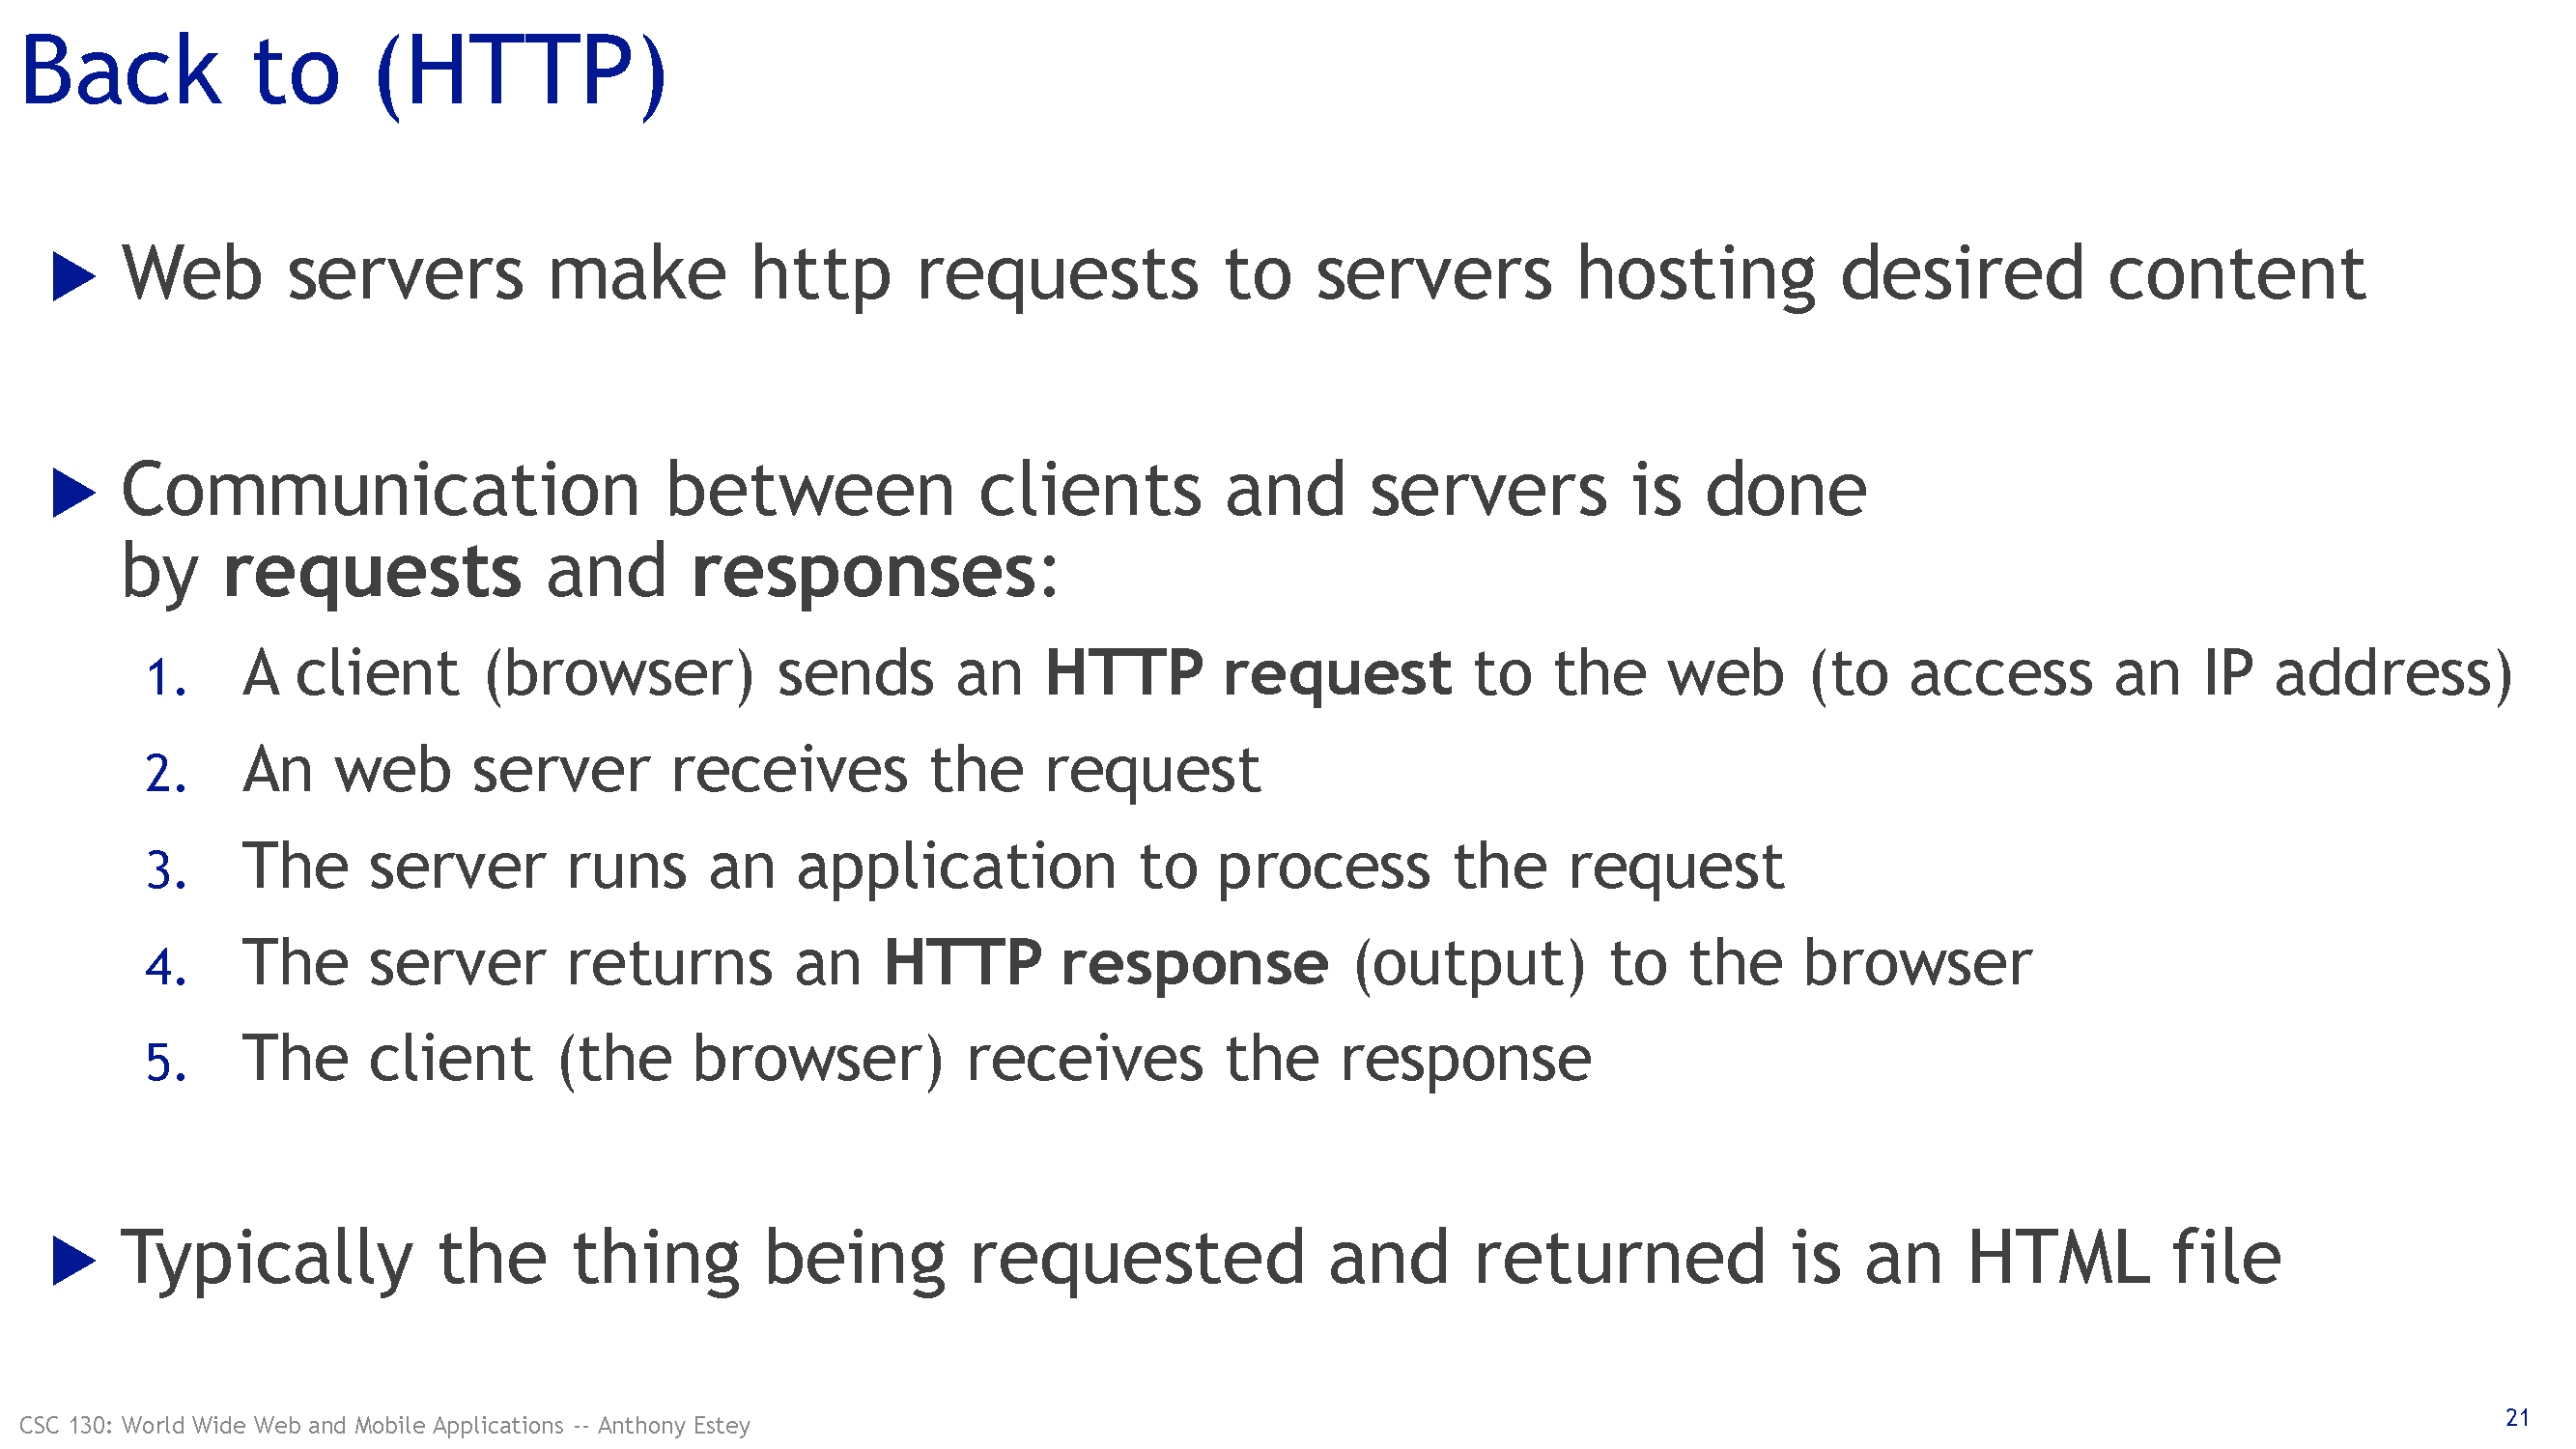 Back to (HTTP)
Web servers make http requests to servers hosting desired content
Communication between clients and servers is done
by requests and responses:
1. A client (browser) sends an HTTP request to the web (to access an IP address)
2. An web server receives the request
3. The server runs an application to process the request
4. The server returns an HTTP response (output) to the browser
5. The client (the browser) receives the response
Typically the thing being requested and returned is an HTML file
CSC 130: World Wide Web and Mobile Applications -- Anthony Estey
21